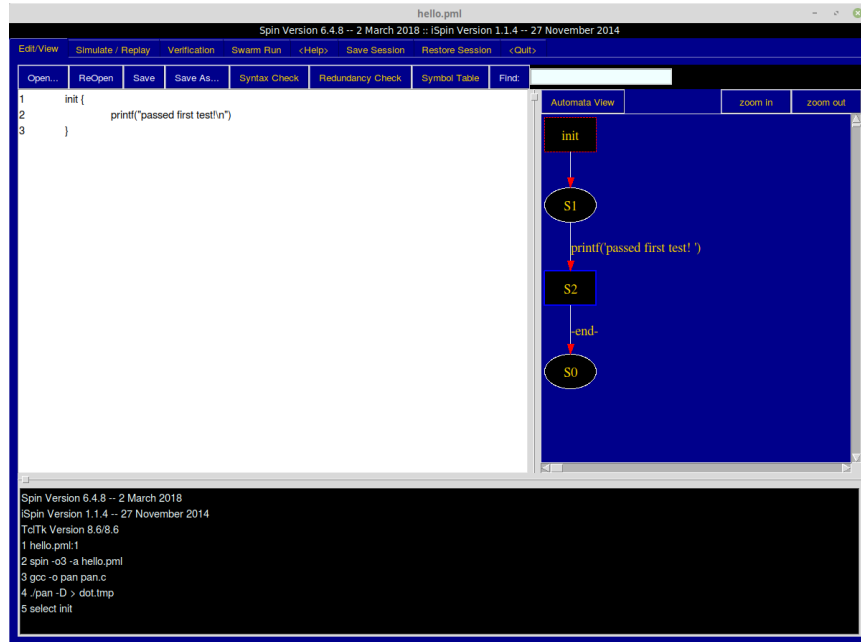 hello.pml
Spin Version 6.4.8 -- 2 March 2018 :: iSpin Version 1.1.4 -- 27 November 2014
Edit/View Simulate / Replay Verification Swarm Run <Help> Save Session Restore Session <Quit>
Open... ReOpen Save Save As... Syntax Check Redundancy Check Symbol Table Find:
1 init {
2 printf("passed first test!\n")
3 }
Automata View zoom in zoom out
init
S1
printf('passed first test! ')
S2
-end-
S0
Spin Version 6.4.8 -- 2 March 2018
iSpin Version 1.1.4 -- 27 November 2014
TclTk Version 8.6/8.6
1 hello.pml:1
2 spin -o3 -a hello.pml
3 gcc -o pan pan.c
4 ./pan -D > dot.tmp
5 select init